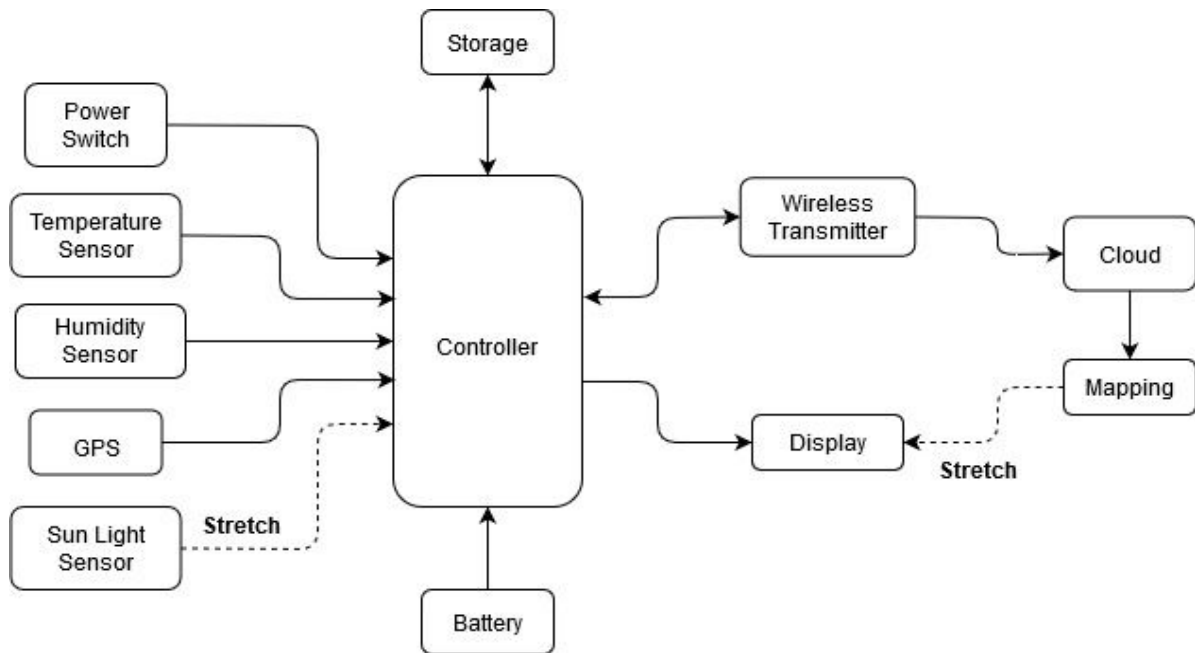 Storage
Power
Switch
Temperature
Sensor
Humidity
Sensor
GPS
Sun Light
Sensor
Stretch
Controller
Battery
Wireless
Transmitter
Cloud
Mapping
Display
Stretch